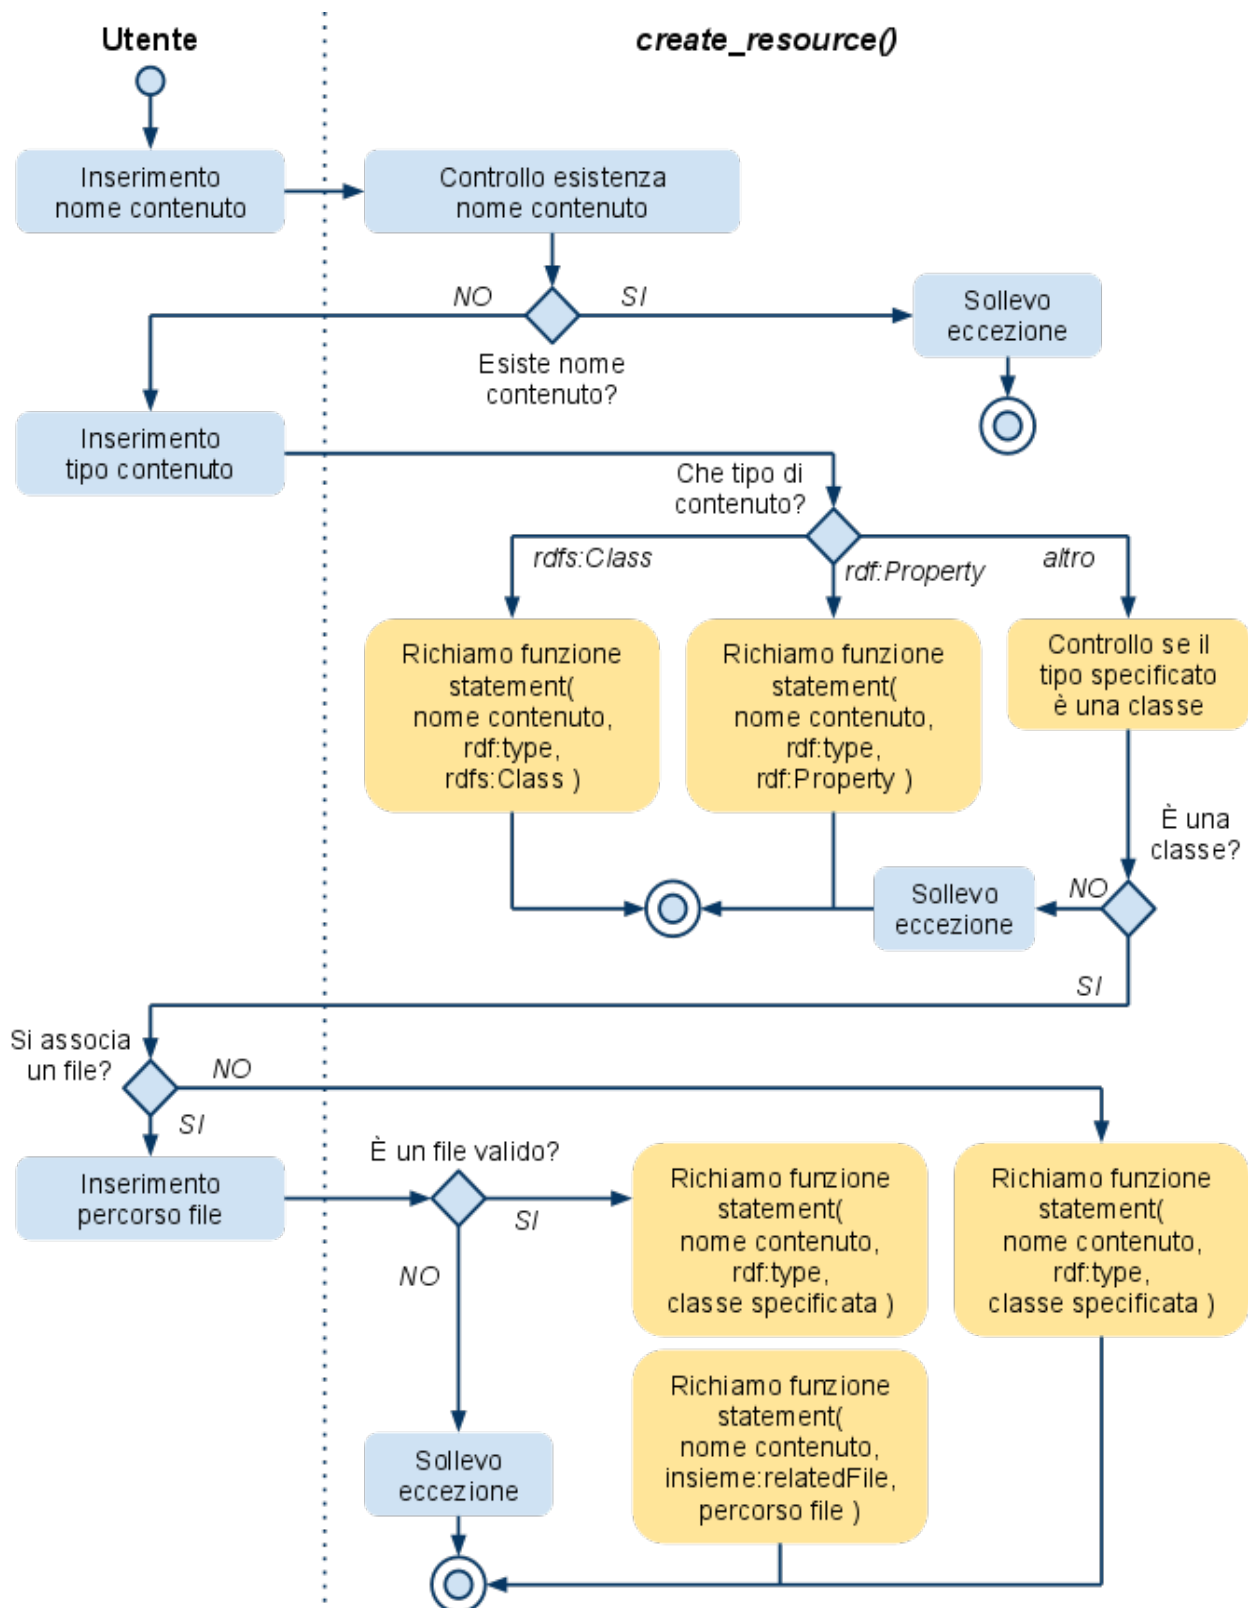 Utente
create_resource()
Inserimento
nome contenuto
Controllo esistenza
nome contenuto
NO
SI
Sollevo
eccezione
Esiste nome
contenuto?
Inserimento
tipo contenuto
Che tipo di
contenuto?
rdfs:Class
rdf:Property
altro
Richiamo funzione
statement(
nome contenuto,
rdf:type,
rdfs:Class )
Richiamo funzione
statement(
nome contenuto,
rdf:type,
rdf:Property )
Controllo se il
tipo specificato
è una classe
È una
classe?
NO
Sollevo
eccezione
SI
Si associa
un file?
NO
SI
Inserimento
percorso file
È un file valido?
SI
NO
Richiamo funzione
statement(
nome contenuto,
rdf:type,
classe specificata )
Richiamo funzione
statement(
nome contenuto,
rdf:type,
classe specificata )
Richiamo funzione
statement(
nome contenuto,
insieme:relatedFile,
percorso file )
Sollevo
eccezione